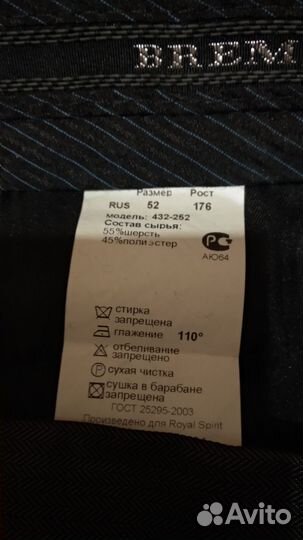 BREM
Размер Рост
RUS 52 176
модель: 432-252
Состав сырья:
55%шерсть
45%полиэстер
РС
АЮ64
стирка
запрещена
глажение 110°
отбеливание
запрещено
P сухая чистка
сушка в барабане
запрещена
ГОСТ 25295-2003
Произведено для Royal Spirit
Avito